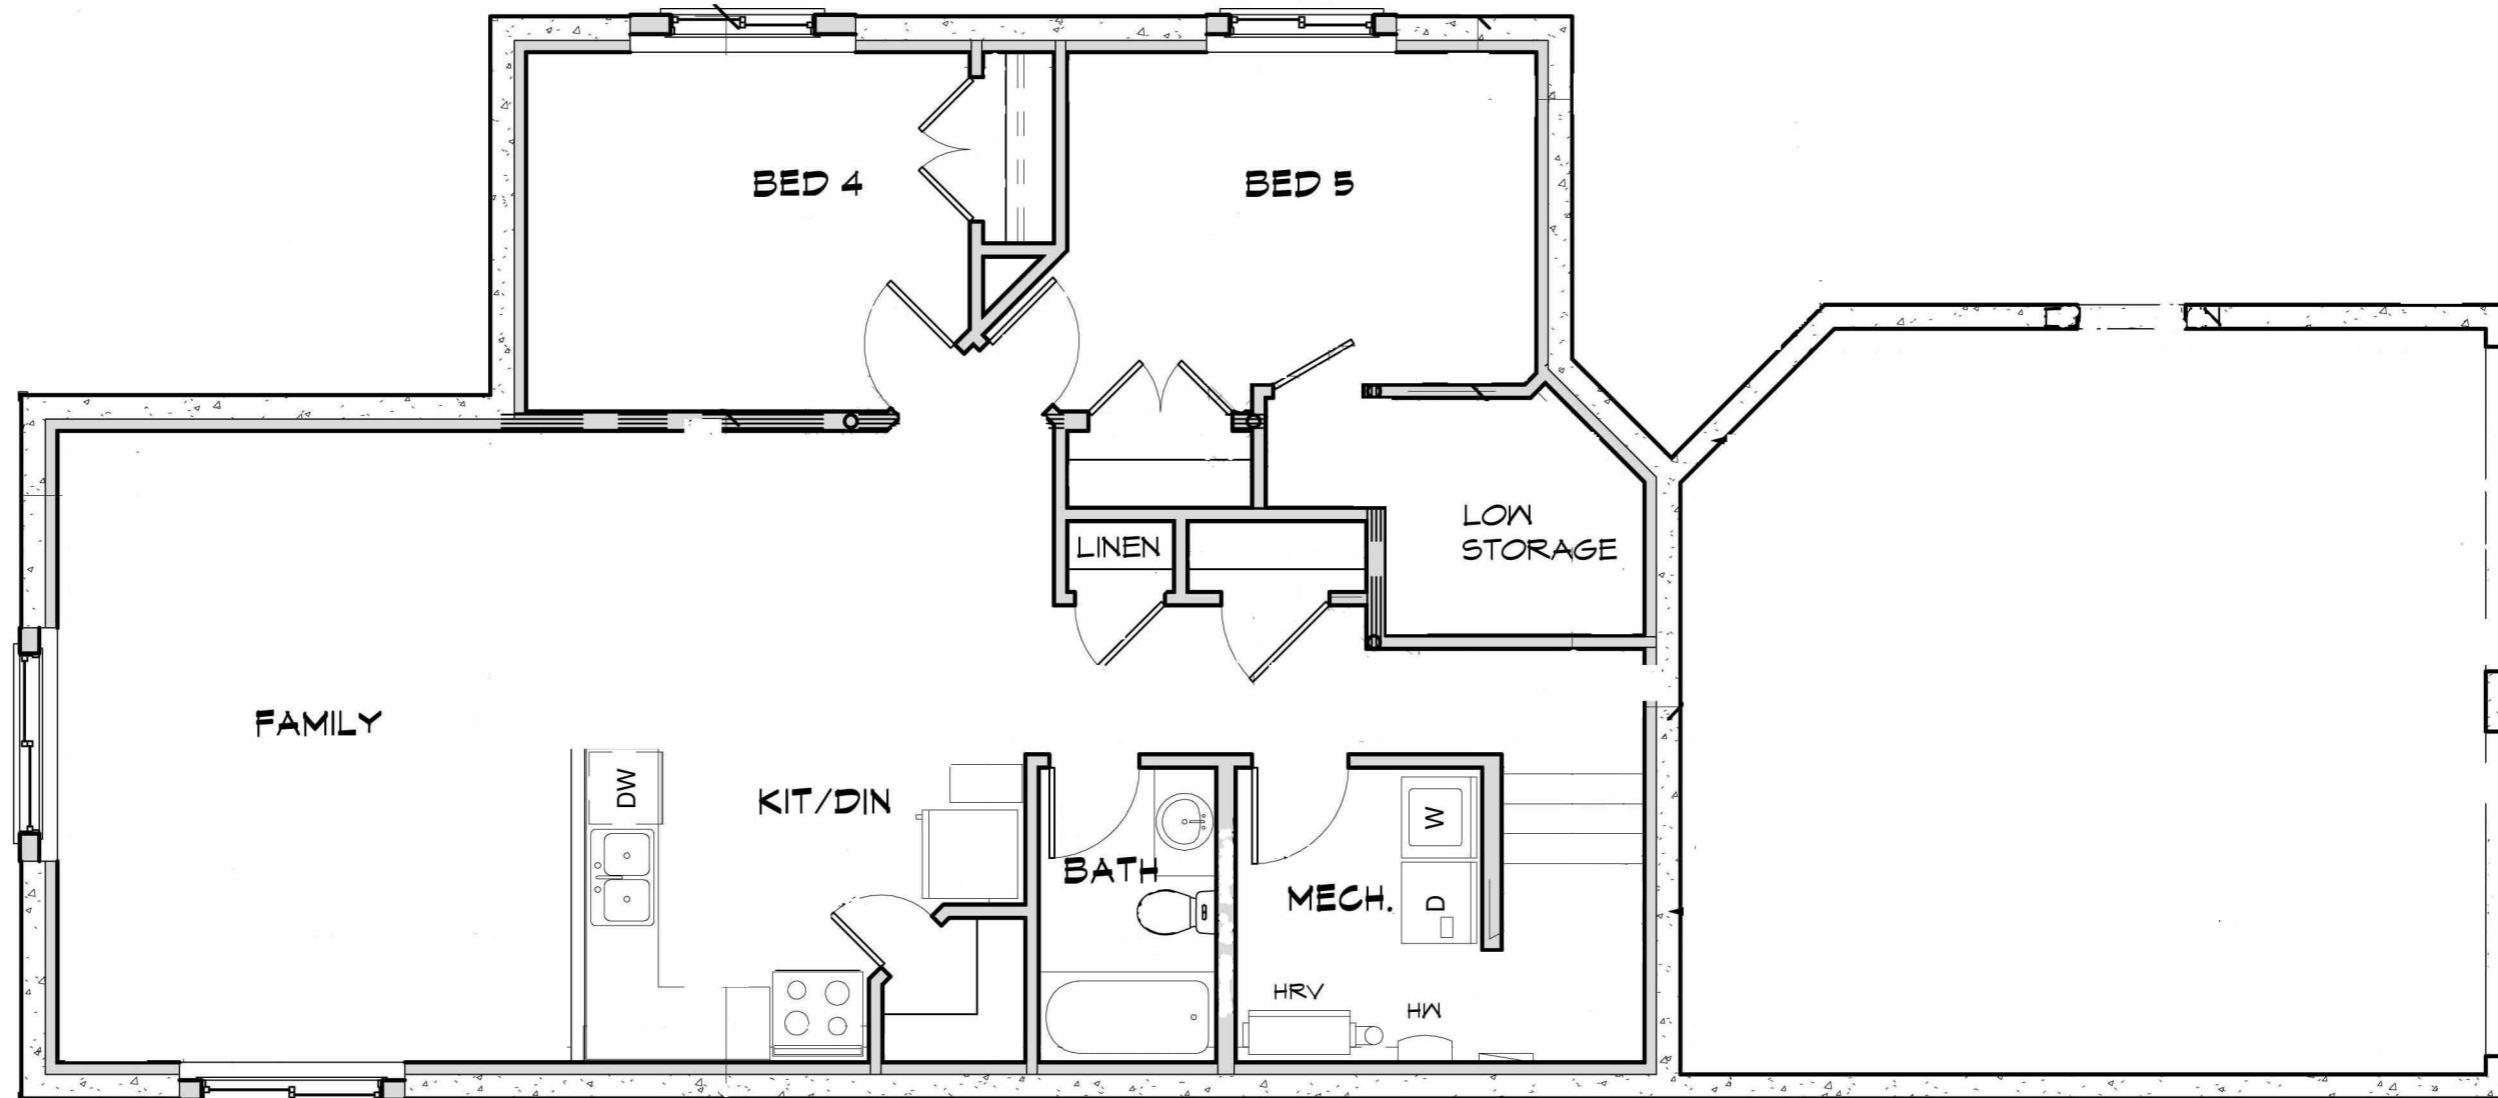 BED 4
BED 5
LOW
STORAGE
LINEN
FAMILY
DW
KIT/DIN
BATH
W
MECH.
D
HRV
HW